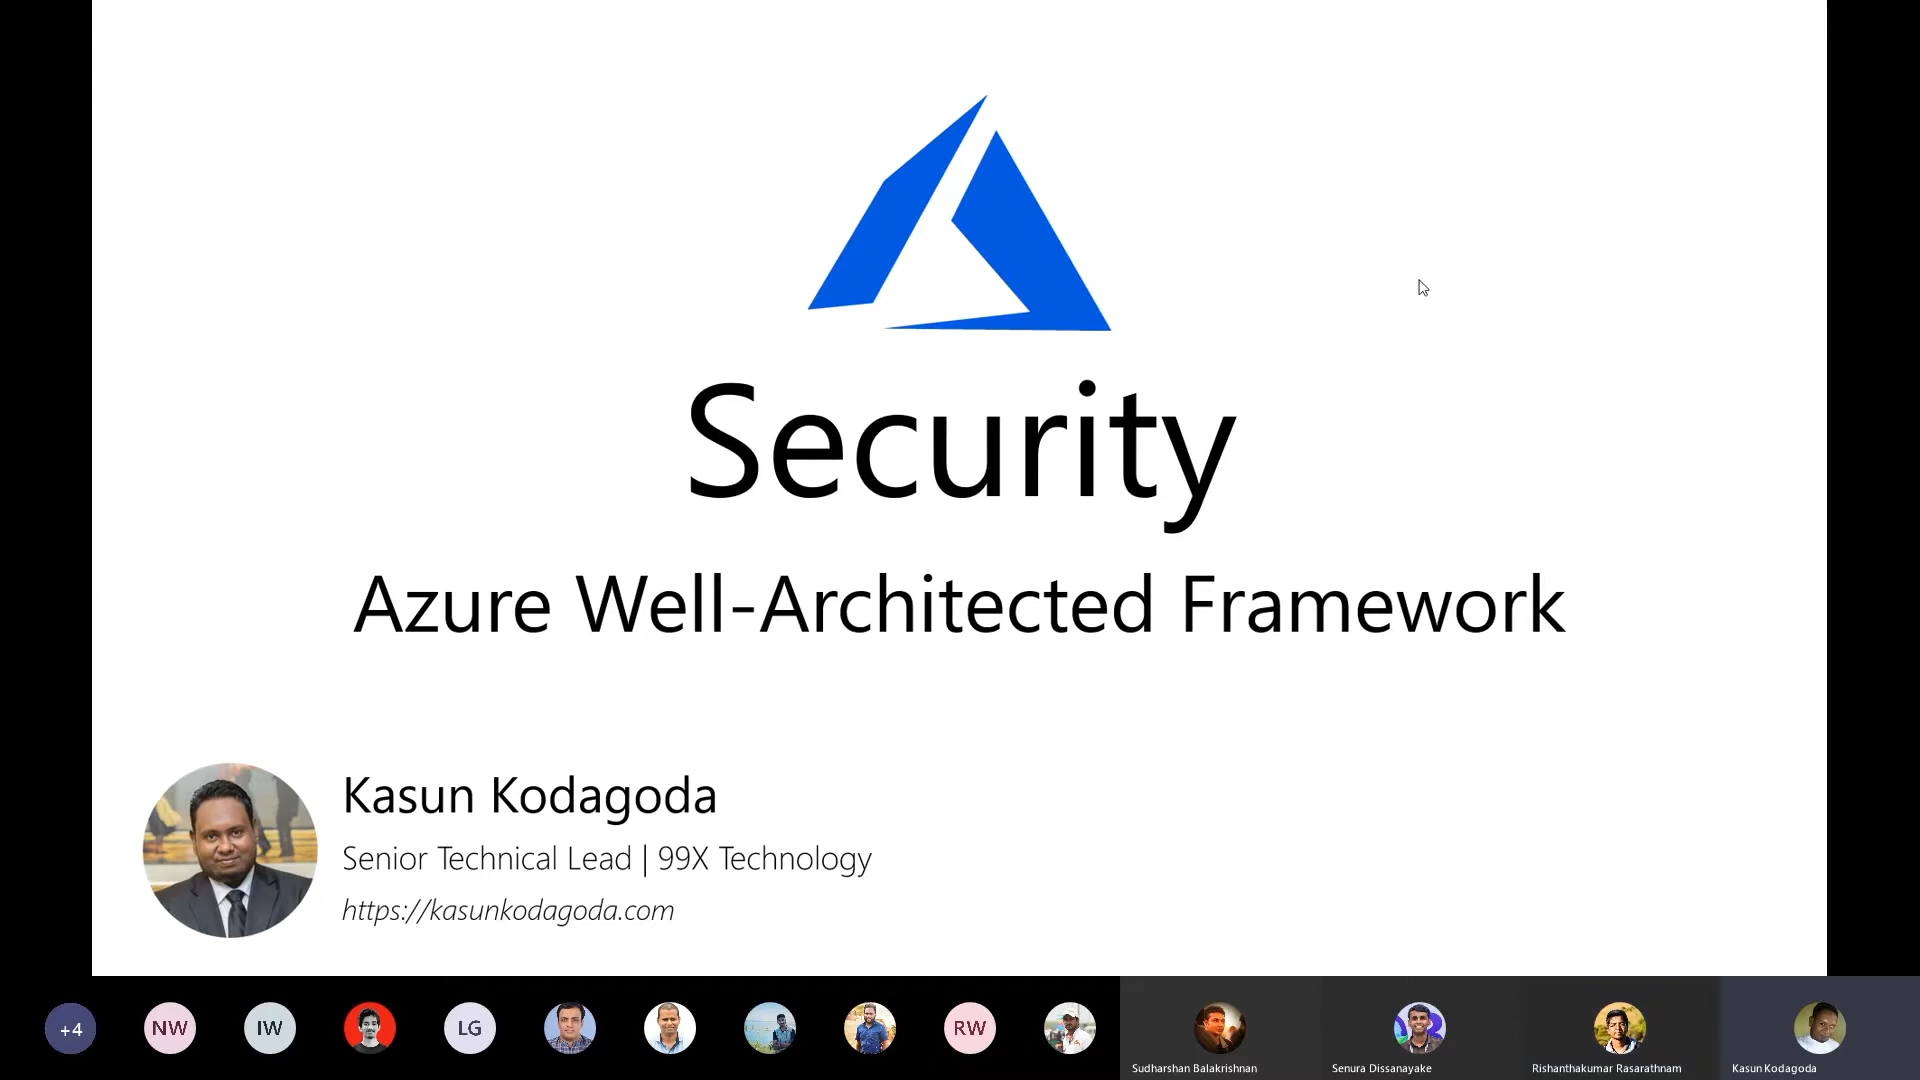 Security
Azure Well-Architected Framework
Kasun Kodagoda
Senior Technical Lead | 99X Technology
https://kasunkodagoda.com
+4
NW
IW
LG
RW
Sudharshan Balakrishnan
Senura Dissanayake
Rishanthakumar Rasarathnam
Kasun Kodagoda